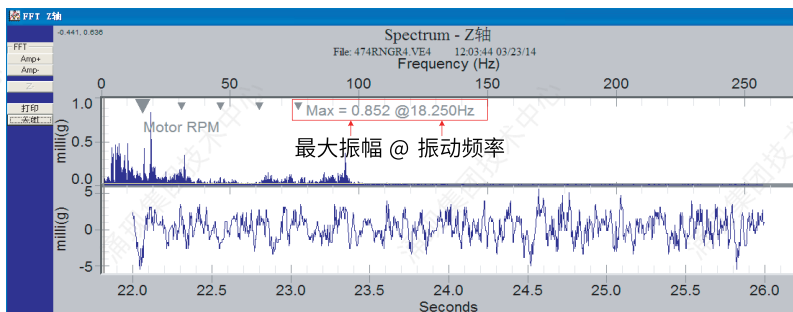 FFT Z轴
-0.441, 0.636
Spectrum - Z轴
FFT
Amp+
Amp-
Z
打印
关闭
File: 474RNGR4.VE4 12:03:44 03/23/14
Frequency (Hz)
0 50 100 150 200 250
1.0
0.5
0.0
milli(g)
Motor RPM
Max = 0.852 @18.250Hz
最大振幅 @ 振动频率
5
0
-5
milli(g)
22.0 22.5 23.0 23.5 24.0 24.5 25.0 25.5 26.0
Seconds